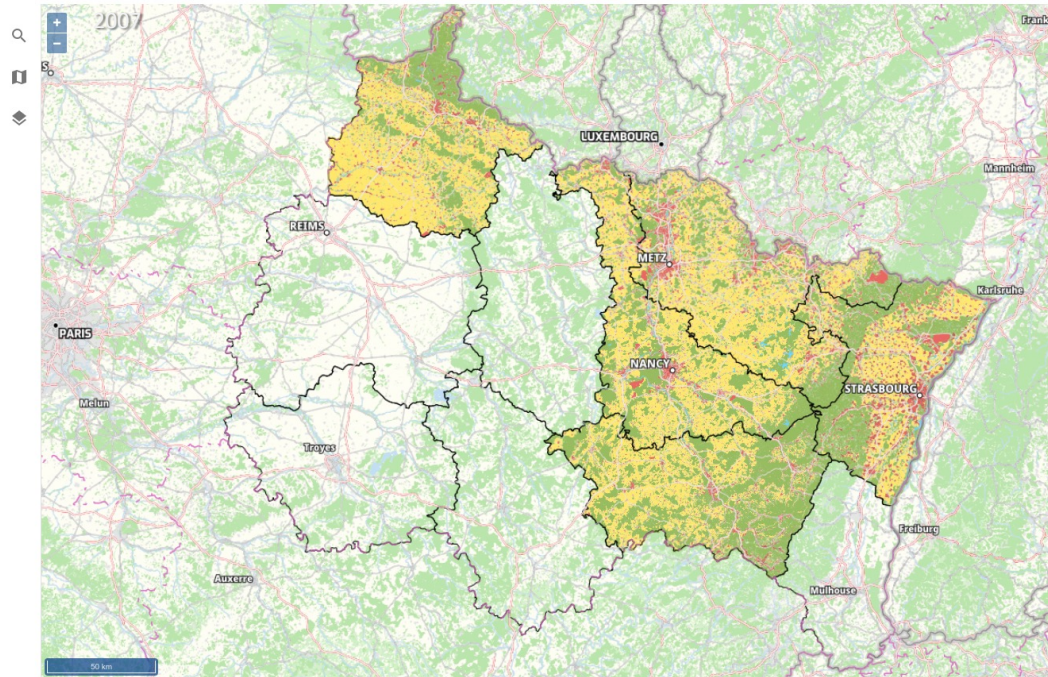 +
2007
−
Frank
S
LUXEMBOURG
Mannheim
REIMS
METZ
Karlsruhe
PARIS
NANCY
STRASBOURG
Melun
Troyes
Freiburg
Auxerre
Mulhouse
50 km